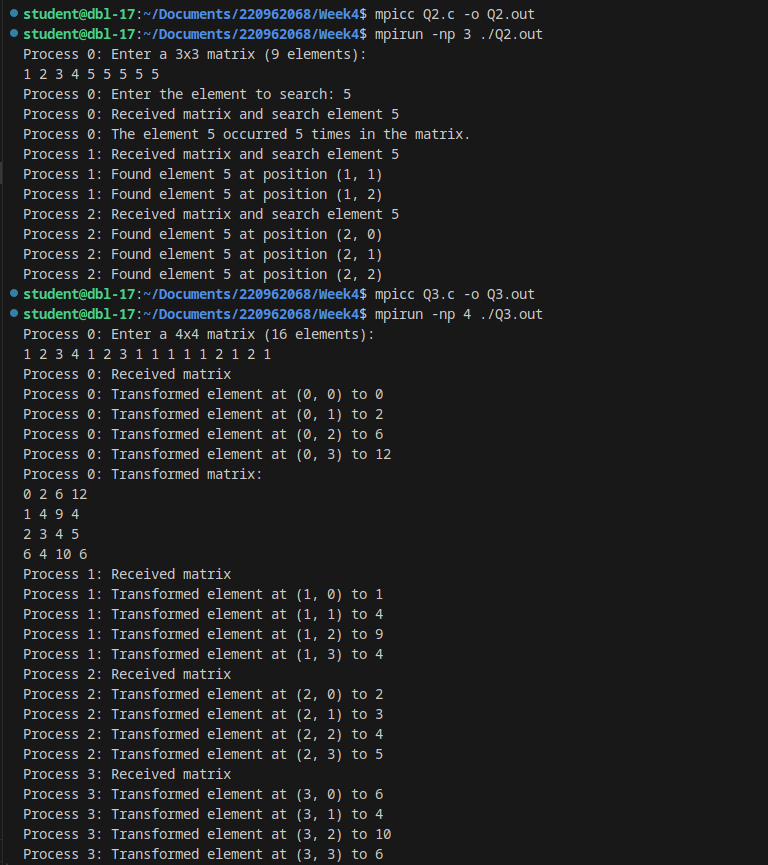 student@dbl-17:~/Documents/220962068/Week4$ mpicc Q2.c -o Q2.out
student@dbl-17:~/Documents/220962068/Week4$ mpirun -np 3 ./Q2.out
Process 0: Enter a 3x3 matrix (9 elements):
1 2 3 4 5 5 5 5 5
Process 0: Enter the element to search: 5
Process 0: Received matrix and search element 5
Process 0: The element 5 occurred 5 times in the matrix.
Process 1: Received matrix and search element 5
Process 1: Found element 5 at position (1, 1)
Process 1: Found element 5 at position (1, 2)
Process 2: Received matrix and search element 5
Process 2: Found element 5 at position (2, 0)
Process 2: Found element 5 at position (2, 1)
Process 2: Found element 5 at position (2, 2)
student@dbl-17:~/Documents/220962068/Week4$ mpicc Q3.c -o Q3.out
student@dbl-17:~/Documents/220962068/Week4$ mpirun -np 4 ./Q3.out
Process 0: Enter a 4x4 matrix (16 elements):
1 2 3 4 1 2 3 1 1 1 1 1 2 1 2 1
Process 0: Received matrix
Process 0: Transformed element at (0, 0) to 0
Process 0: Transformed element at (0, 1) to 2
Process 0: Transformed element at (0, 2) to 6
Process 0: Transformed element at (0, 3) to 12
Process 0: Transformed matrix:
0 2 6 12
1 4 9 4
2 3 4 5
6 4 10 6
Process 1: Received matrix
Process 1: Transformed element at (1, 0) to 1
Process 1: Transformed element at (1, 1) to 4
Process 1: Transformed element at (1, 2) to 9
Process 1: Transformed element at (1, 3) to 4
Process 2: Received matrix
Process 2: Transformed element at (2, 0) to 2
Process 2: Transformed element at (2, 1) to 3
Process 2: Transformed element at (2, 2) to 4
Process 2: Transformed element at (2, 3) to 5
Process 3: Received matrix
Process 3: Transformed element at (3, 0) to 6
Process 3: Transformed element at (3, 1) to 4
Process 3: Transformed element at (3, 2) to 10
Process 3: Transformed element at (3, 3) to 6